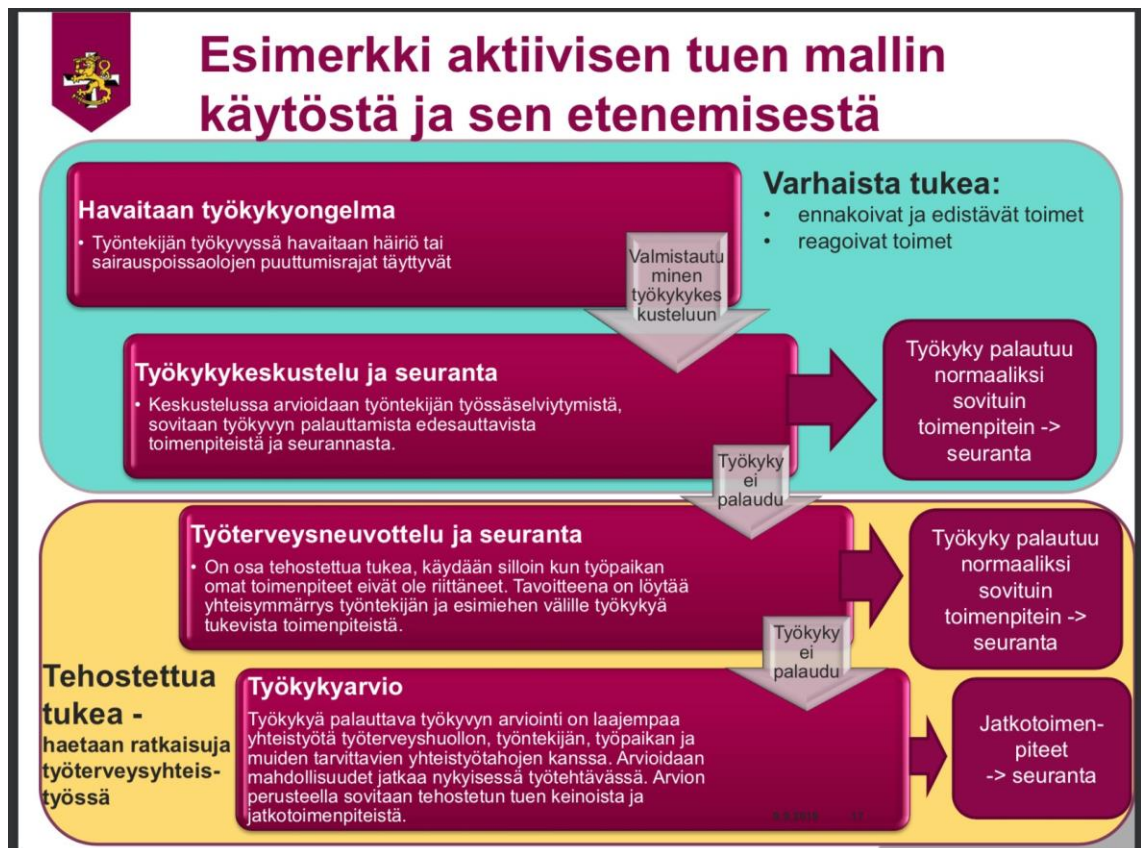 Esimerkki aktiivisen tuen mallin
käytöstä ja sen etenemisestä
Havaitaan työkykyongelma
• Työntekijän työkyvyssä havaitaan häiriö tai
sairauspoissaolojen puuttumisrajat täyttyvät
Varhaista tukea:
• ennakoivat ja edistävät toimet
• reagoivat toimet
Valmistautu
minen
työkykykes
kusteluun
Työkykykeskustelu ja seuranta
• Keskustelussa arvioidaan työntekijän työssäselviytymistä,
sovitaan työkyvyn palauttamista edesauttavista
toimenpiteistä ja seurannasta.
Työkyky palautuu
normaaliksi
sovituin
toimenpitein ->
seuranta
Työkyky
ei
palaudu
Työterveysneuvottelu ja seuranta
• On osa tehostettua tukea, käydään silloin kun työpaikan
omat toimenpiteet eivät ole riittäneet. Tavoitteena on löytää
yhteisymmärrys työntekijän ja esimiehen välille työkykyä
tukevista toimenpiteistä.
Työkyky palautuu
normaaliksi
sovituin
toimenpitein ->
seuranta
Työkyky
ei
palaudu
Tehostettua
tukea -
haetaan ratkaisuja
työterveysyhteis-
työssä
Työkykyarvio
Työkykyä palauttava työkyvyn arviointi on laajempaa
yhteistyötä työterveyshuollon, työntekijän, työpaikan ja
muiden tarvittavien yhteistyötahojen kanssa. Arvioidaan
mahdollisuudet jatkaa nykyisessä työtehtävässä. Arvion
perusteella sovitaan tehostetun tuen keinoista ja
jatkotoimenpiteistä.
Jatkotoimen-
piteet
-> seuranta